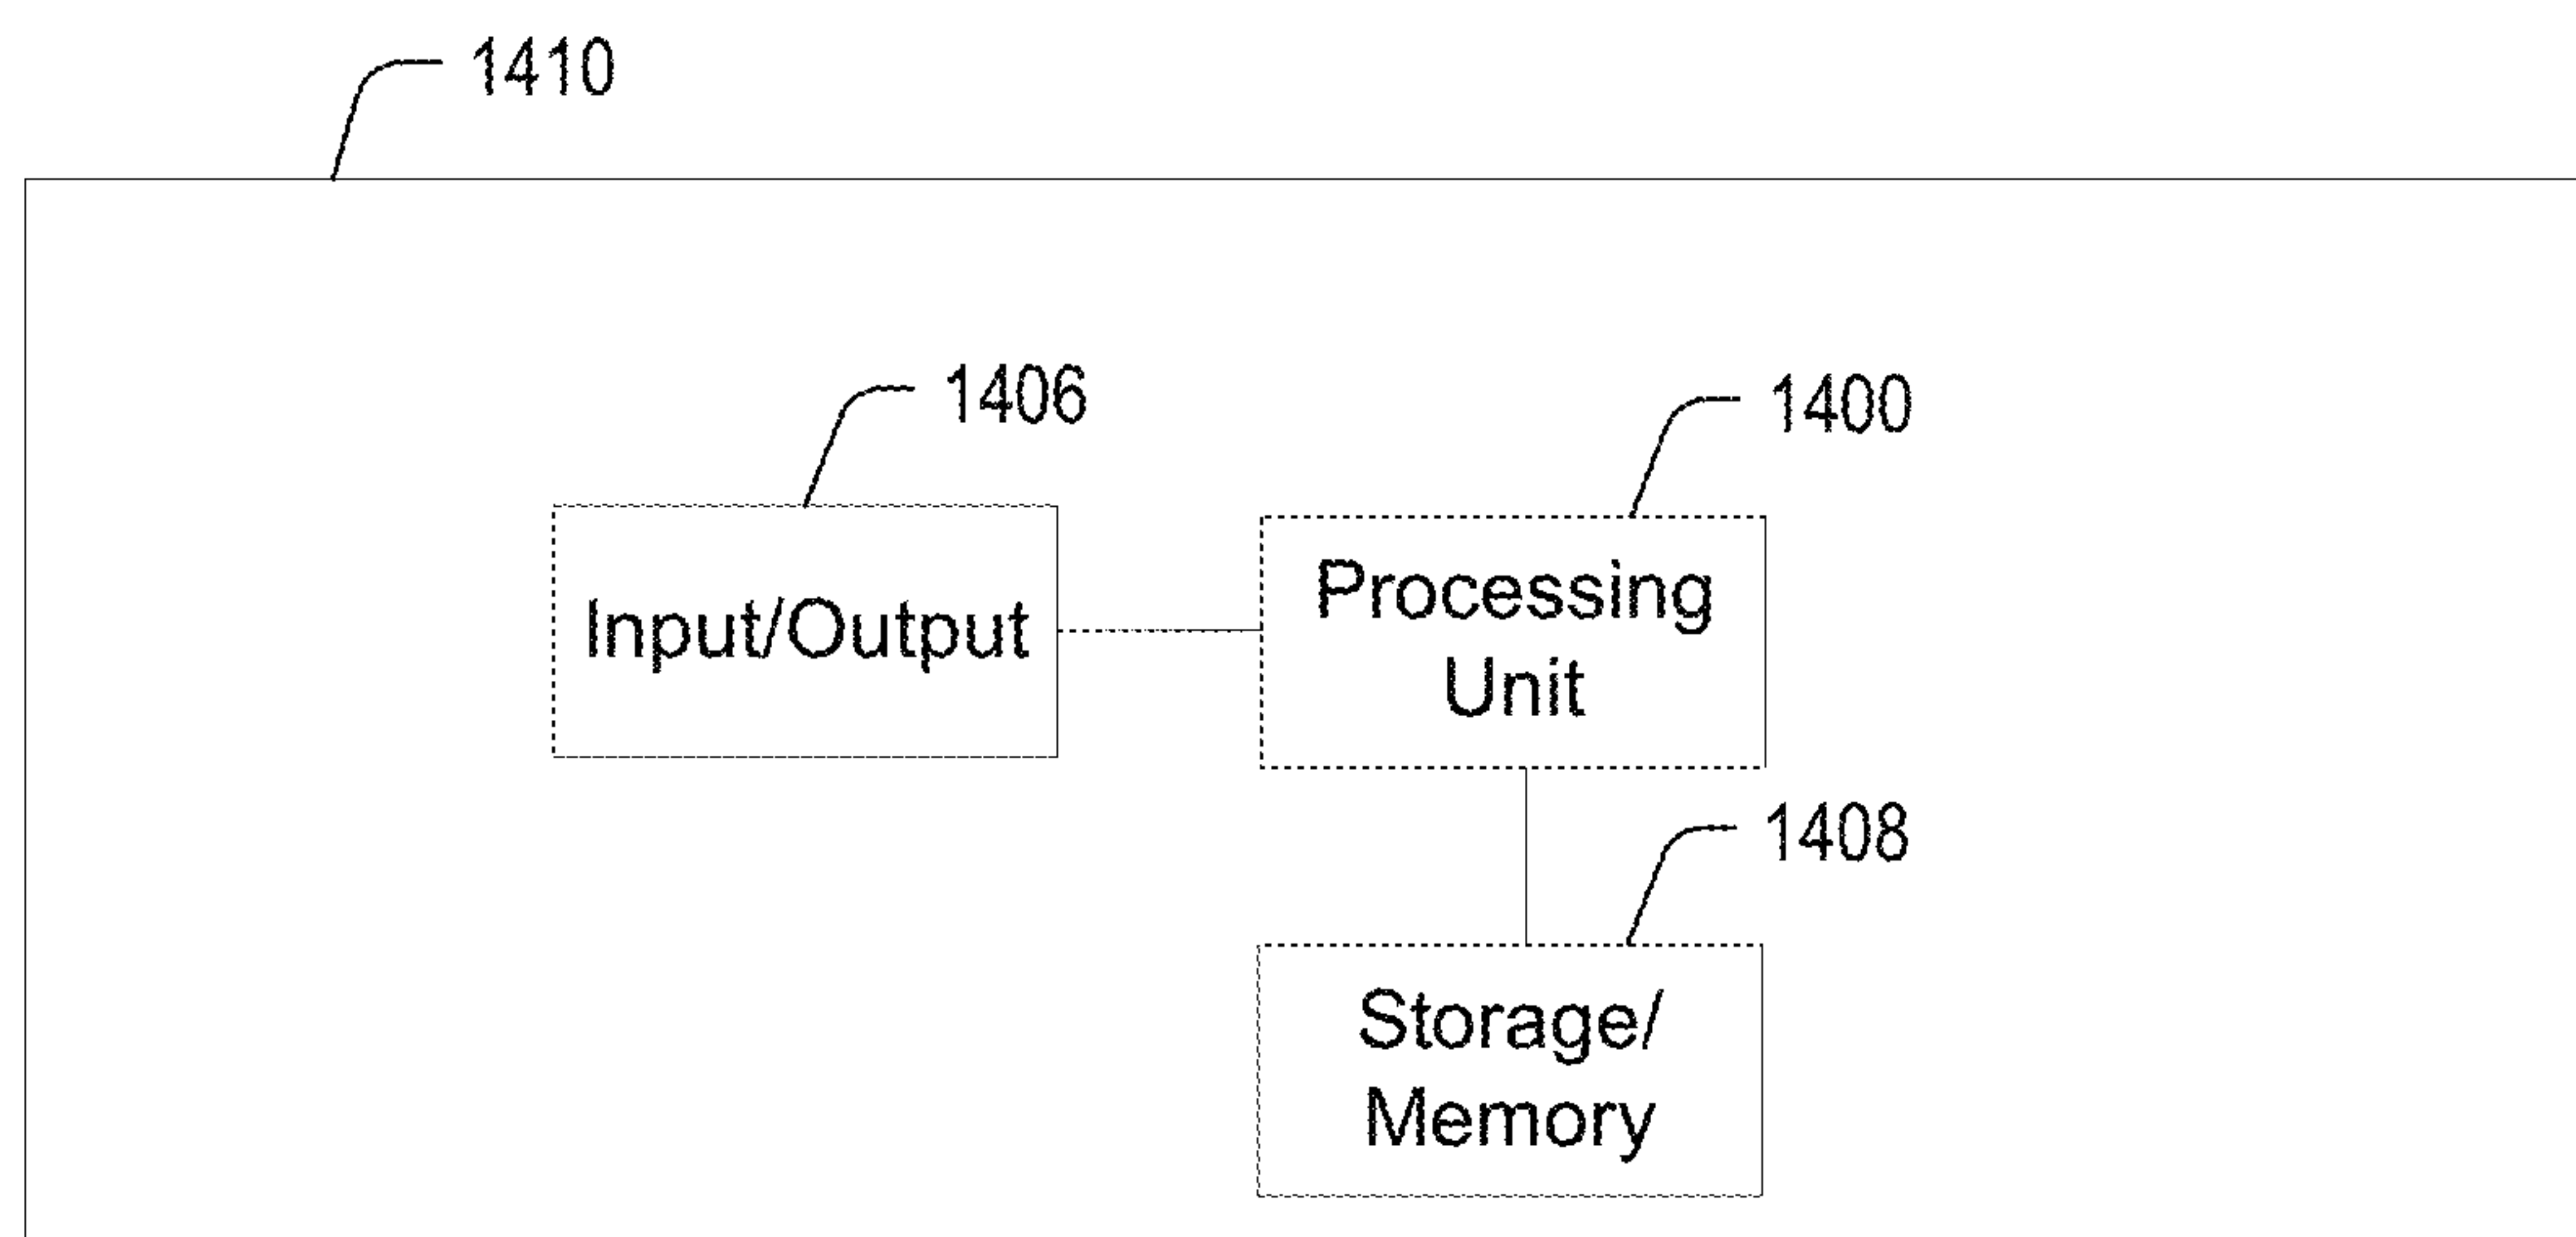 1410
1406
1400
Input/Output
Processing
Unit
1408
Storage/
Memory